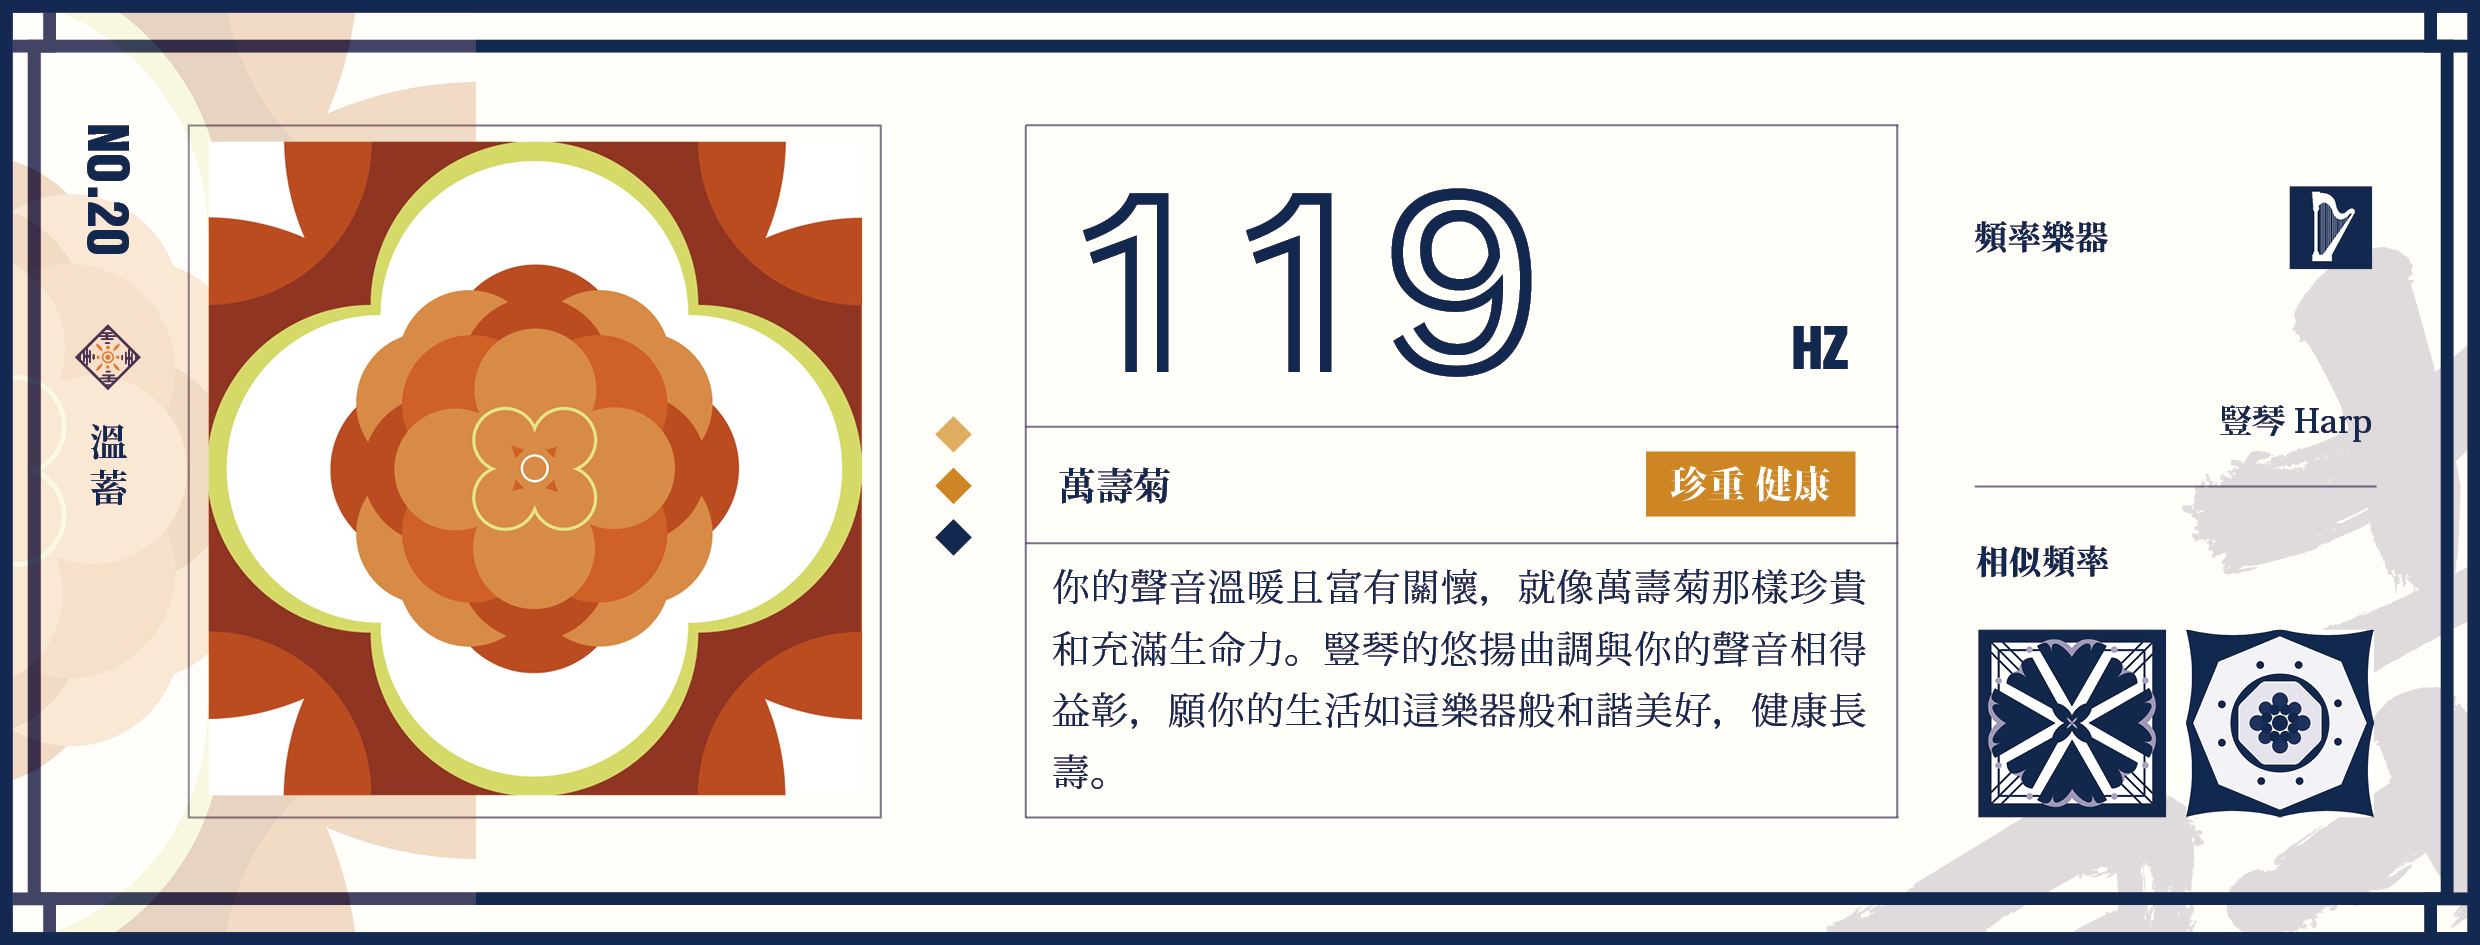 NO.20
溫蓄
119
HZ
萬壽菊
珍重 健康
你的聲音溫暖且富有關懷，就像萬壽菊那樣珍貴
和充滿生命力。豎琴的悠揚曲調與你的聲音相得
益彰，願你的生活如這樂器般和諧美好，健康長
壽。
頻率樂器
豎琴 Harp
相似頻率